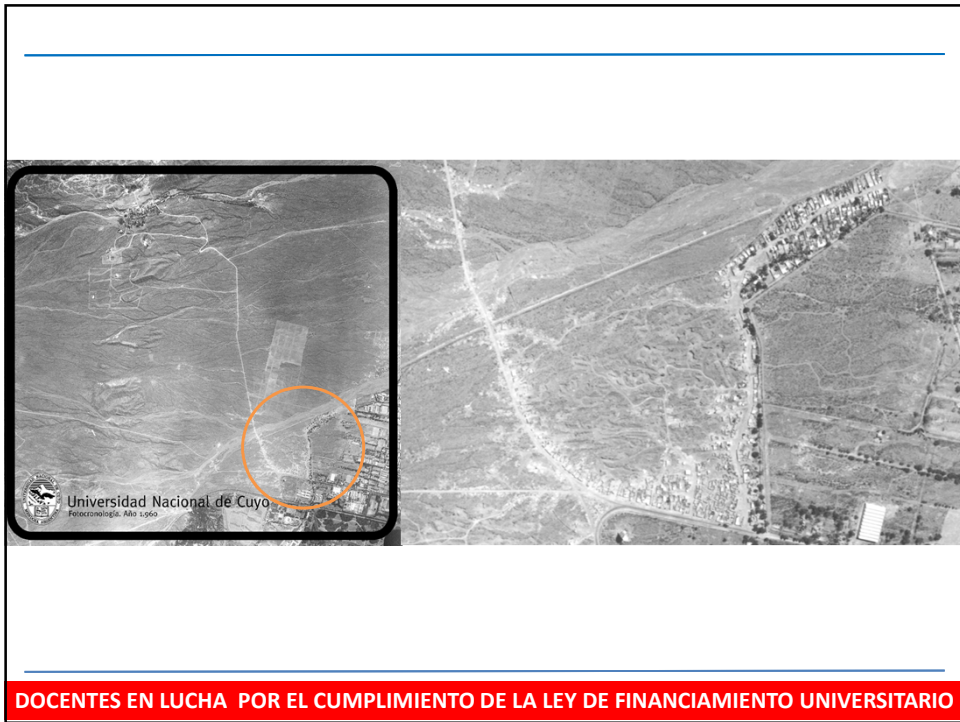 Universidad Nacional de Cuyo
Fotocronología. Año 1.960
DOCENTES EN LUCHA POR EL CUMPLIMIENTO DE LA LEY DE FINANCIAMIENTO UNIVERSITARIO